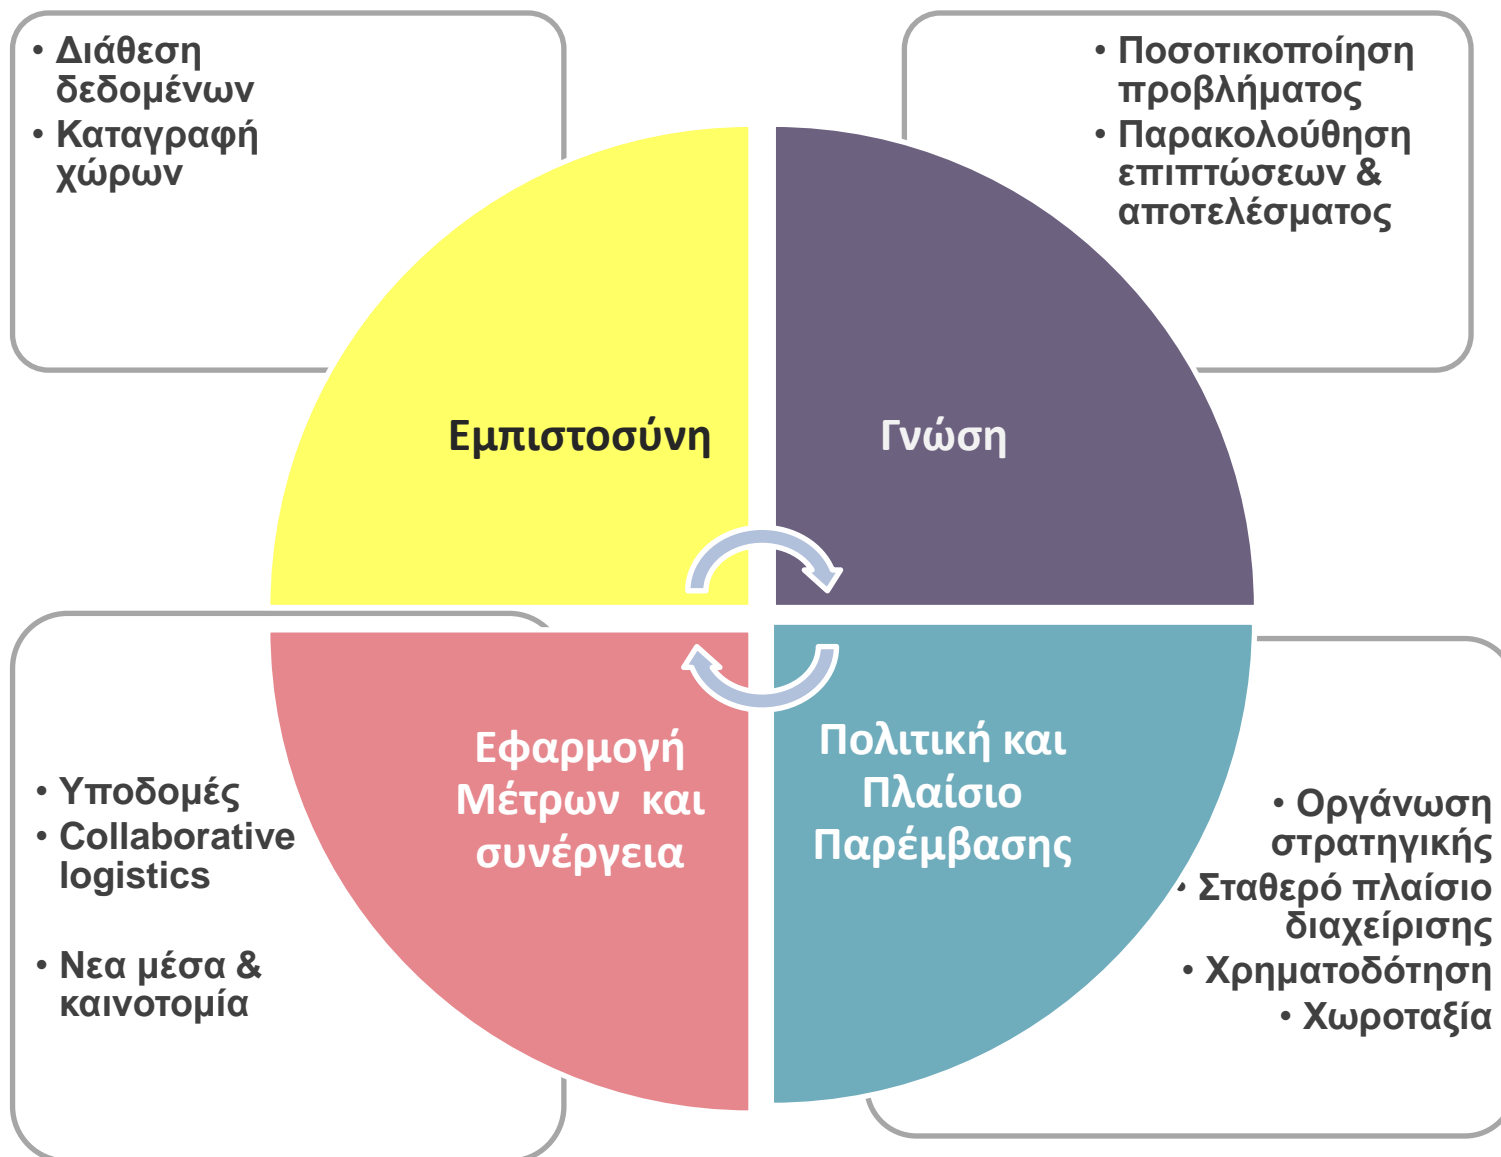 • Διάθεση
δεδομένων
• Καταγραφή
χώρων
• Ποσοτικοποίηση
προβλήματος
• Παρακολούθηση
επιπτώσεων &
αποτελέσματος
Εμπιστοσύνη
Γνώση
Εφαρμογή
Μέτρων και
συνέργεια
Πολιτική και
Πλαίσιο
Παρέμβασης
• Υποδομές
• Collaborative
logistics
• Νεα μέσα &
καινοτομία
• Οργάνωση
στρατηγικής
• Σταθερό πλαίσιο
διαχείρισης
• Χρηματοδότηση
• Χωροταξία